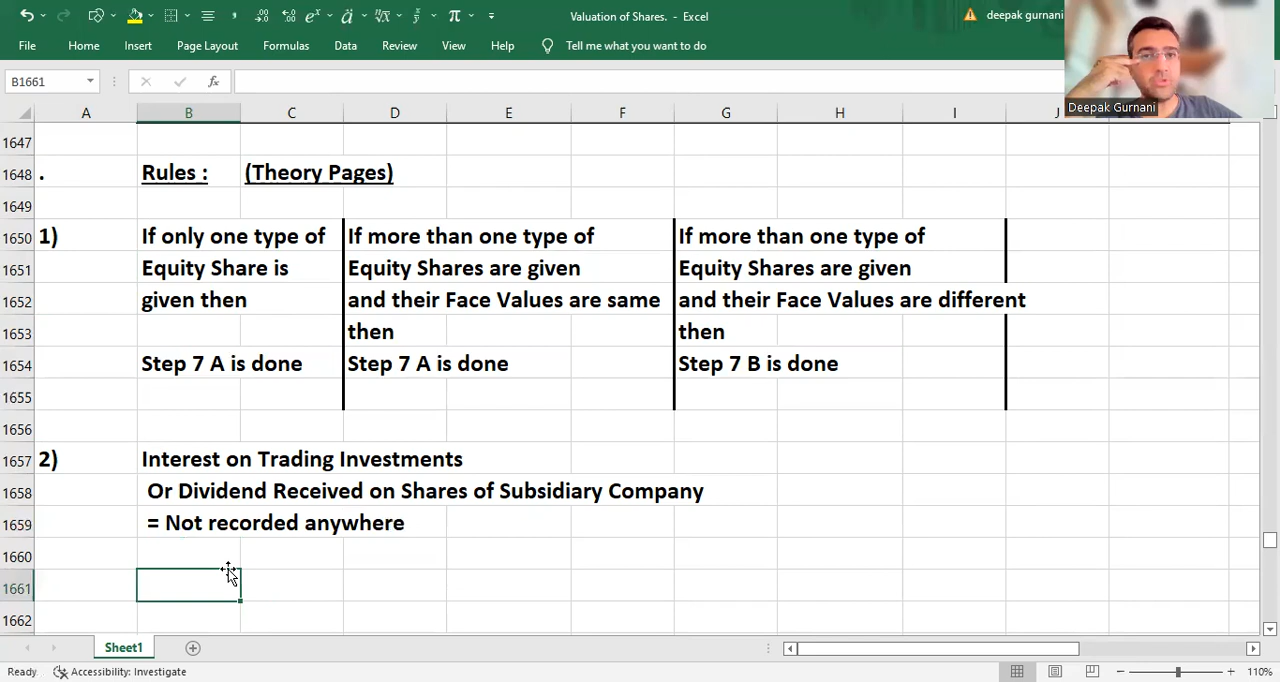 Valuation of Shares. - Excel
deepak gurnani
File Home Insert Page Layout Formulas Data Review View Help Tell me what you want to do
B1661
fx
Deepak Gurnani
A B C D E F G H I J
1647
1648 . Rules : (Theory Pages)
1649
1650 1) If only one type of If more than one type of If more than one type of
1651 Equity Share is Equity Shares are given Equity Shares are given
1652 given then and their Face Values are same and their Face Values are different
1653 then then
1654 Step 7 A is done Step 7 A is done Step 7 B is done
1655
1656
1657 2) Interest on Trading Investments
1658 Or Dividend Received on Shares of Subsidiary Company
1659 = Not recorded anywhere
1660
1661
1662
Sheet1
Ready Accessibility: Investigate 110%